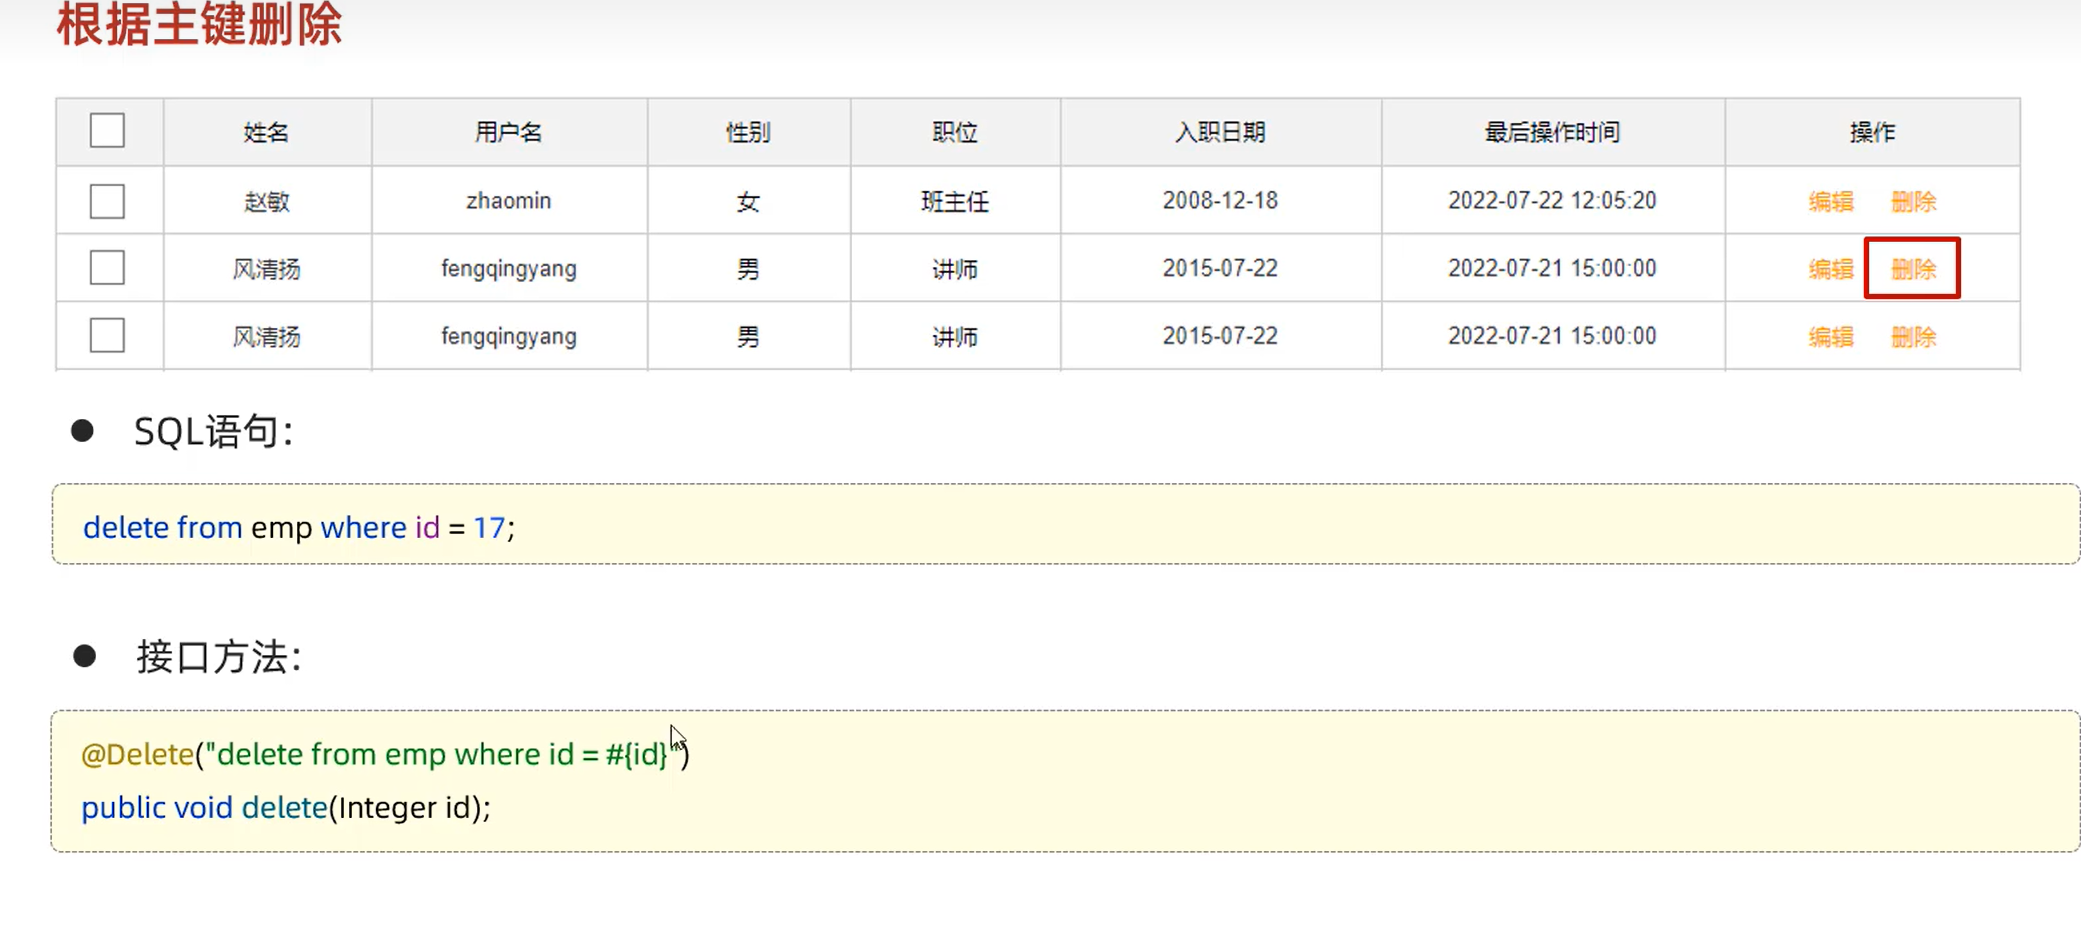 根据主键删除
姓名 用户名 性别 职位 入职日期 最后操作时间 操作
赵敏 zhaomin 女 班主任 2008-12-18 2022-07-22 12:05:20 编辑 删除
风清扬 fengqingyang 男 讲师 2015-07-22 2022-07-21 15:00:00 编辑 删除
风清扬 fengqingyang 男 讲师 2015-07-22 2022-07-21 15:00:00 编辑 删除
● SQL语句：
delete from emp where id = 17;
● 接口方法：
@Delete("delete from emp where id = #{id}")
public void delete(Integer id);